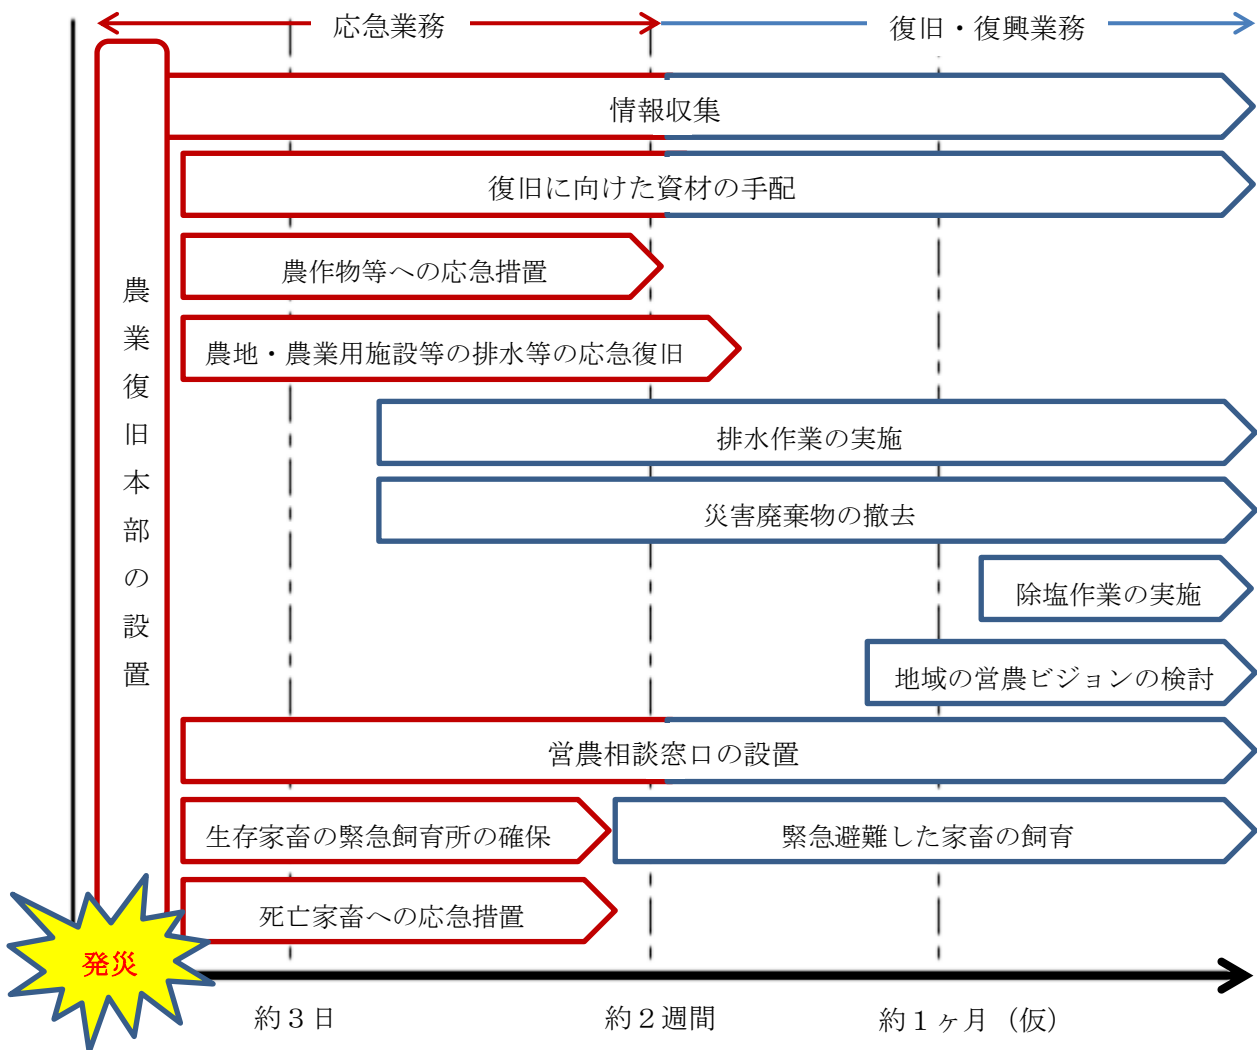 応急業務
復旧・復興業務
情報収集
復旧に向けた資材の手配
農作物等への応急措置
農地・農業用施設等の排水等の応急復旧
排水作業の実施
災害廃棄物の撤去
除塩作業の実施
地域の営農ビジョンの検討
営農相談窓口の設置
生存家畜の緊急飼育所の確保
緊急避難した家畜の飼育
死亡家畜への応急措置
農業復旧本部の設置
発災
約３日
約２週間
約１ヶ月（仮）